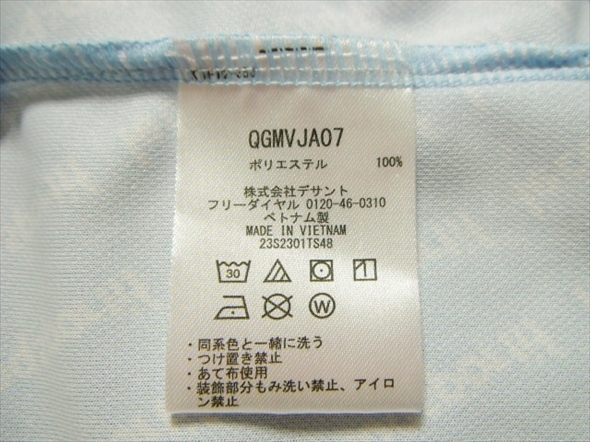 QGMVJA07
ポリエステル 100%
株式会社デサント
フリーダイヤル 0120-46-0310
ベトナム製
MADE IN VIETNAM
23S2301TS48
30
W
・同系色と一緒に洗う
・つけ置き禁止
・あて布使用
・装飾部分もみ洗い禁止、アイロ
ン禁止